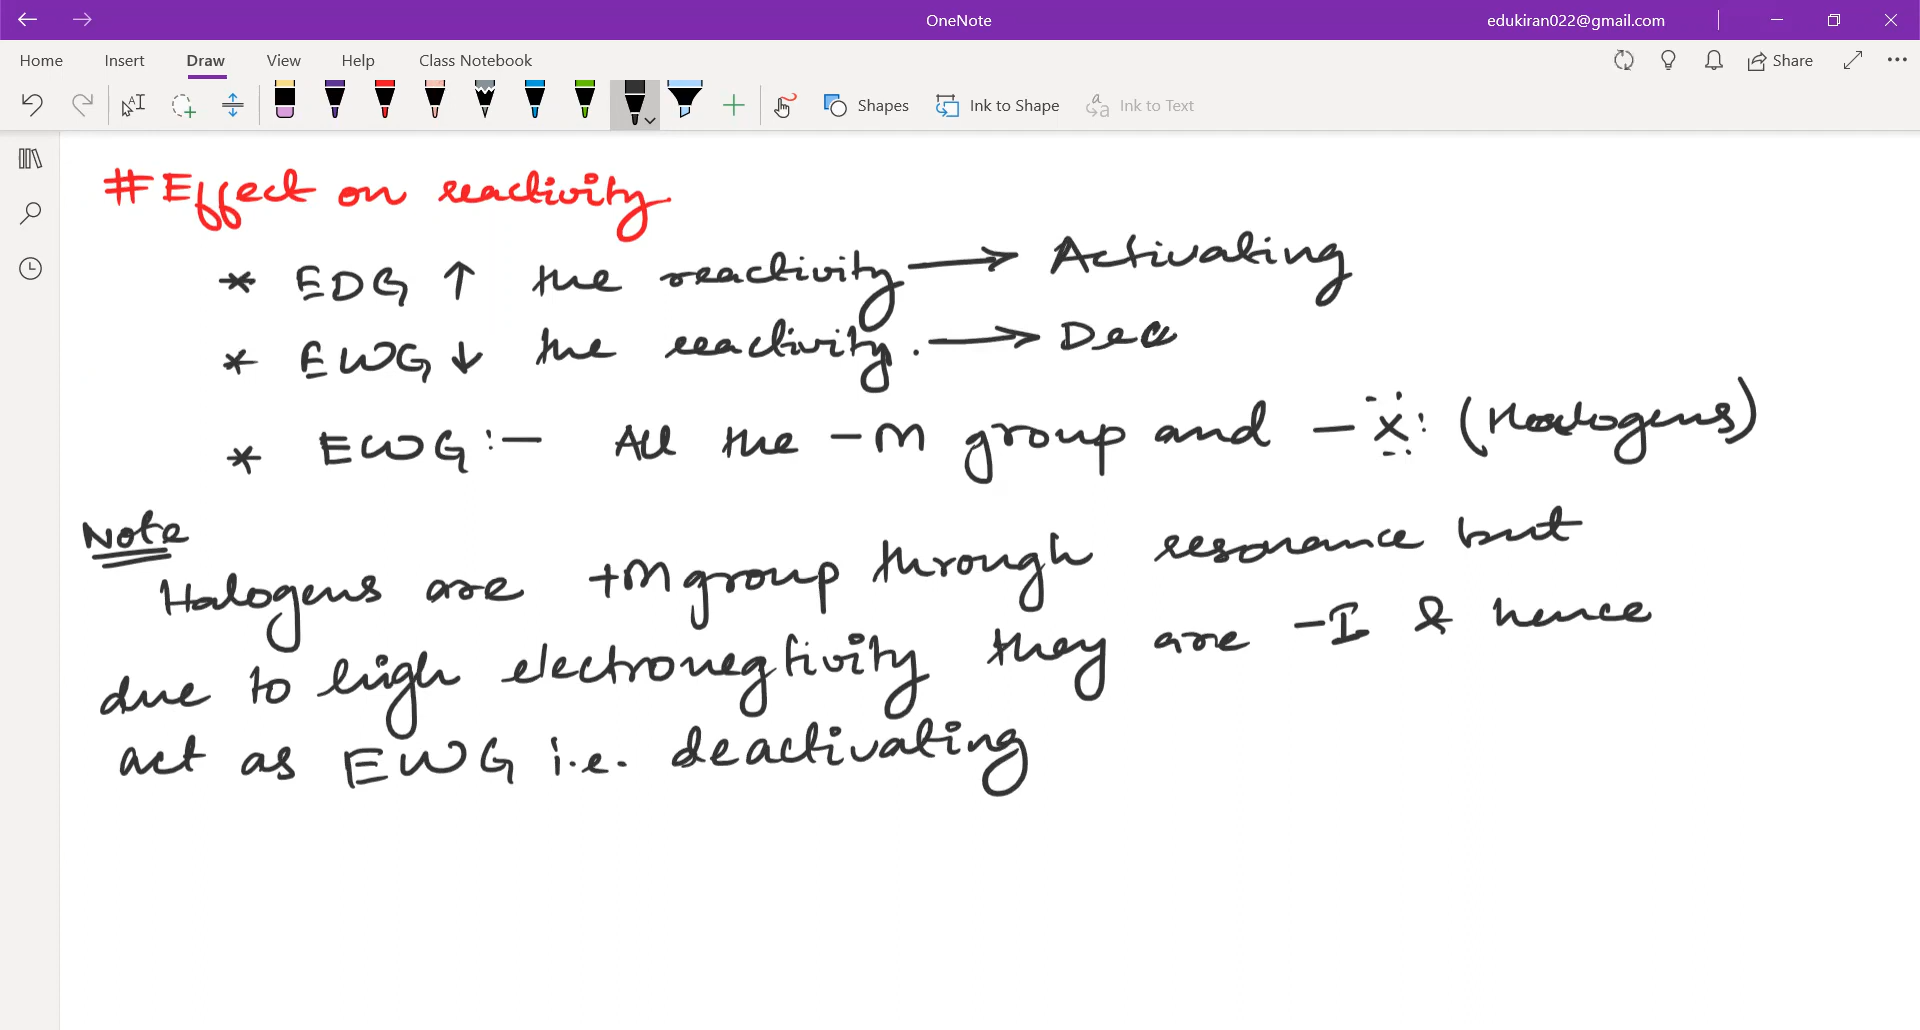 OneNote
edukiran022@gmail.com
Home Insert Draw View Help Class Notebook Share
Shapes Ink to Shape Ink to Text
# Effect on reactivity
* EDG ↑ the reactivity → Activating
* EWG ↓ the reactivity. → Dea
* EWG :- All the -M group and -Ẍ: (Halogens)
Note
Halogens are +M group through resonance but
due to high electronegtivity they are -I & hence
act as EWG i.e. deactivating